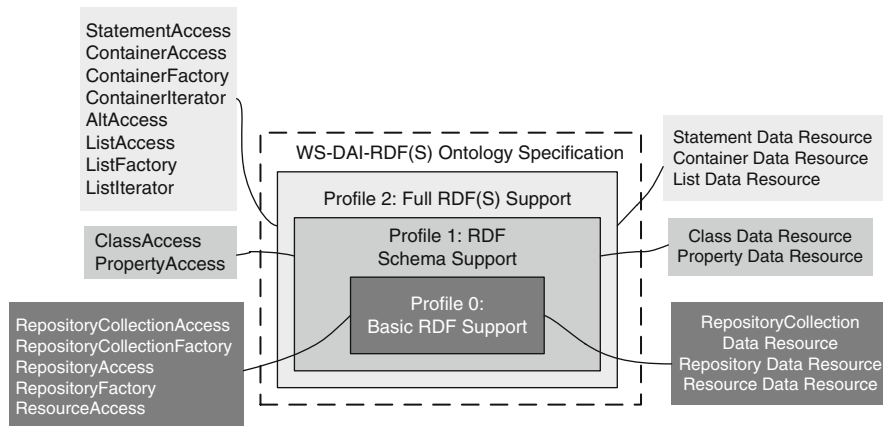 StatementAccess
ContainerAccess
ContainerFactory
ContainerIterator
AltAccess
ListAccess
ListFactory
ListIterator
ClassAccess
PropertyAccess
RepositoryCollectionAccess
RepositoryCollectionFactory
RepositoryAccess
RepositoryFactory
ResourceAccess
WS-DAI-RDF(S) Ontology Specification
Profile 2: Full RDF(S) Support
Profile 1: RDF
Schema Support
Profile 0:
Basic RDF Support
Statement Data Resource
Container Data Resource
List Data Resource
Class Data Resource
Property Data Resource
RepositoryCollection
Data Resource
Repository Data Resource
Resource Data Resource